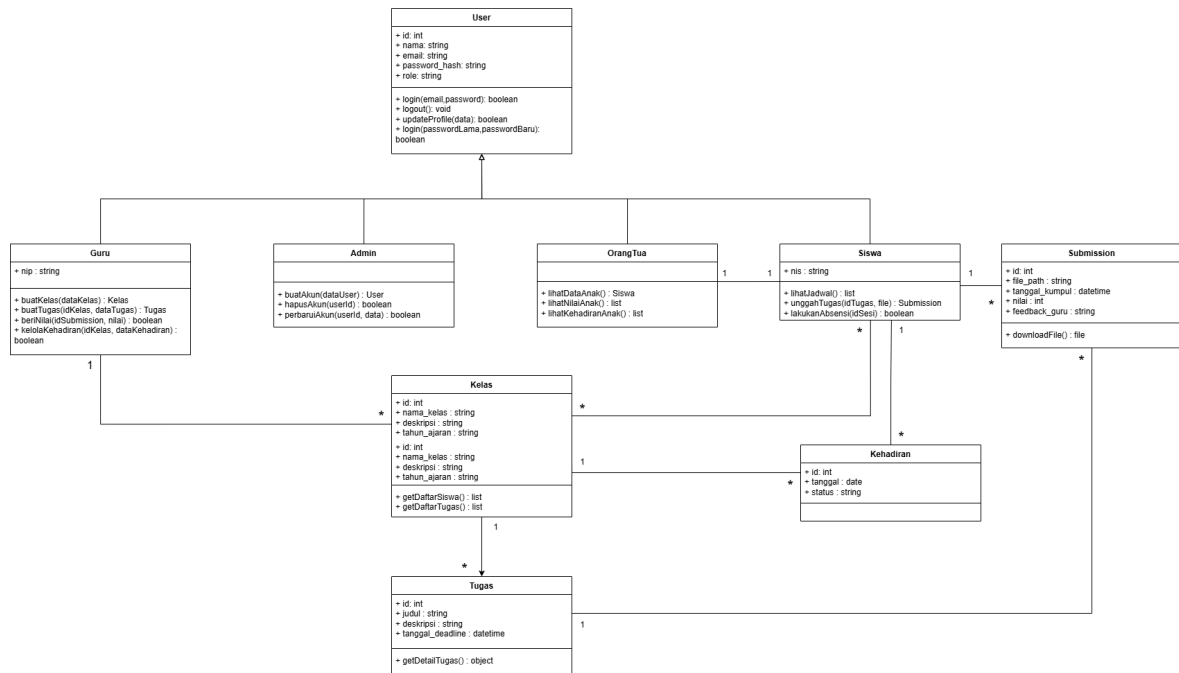 User
+ id: int
+ nama: string
+ email: string
+ password_hash: string
+ role: string
+ login(email,password): boolean
+ logout(): void
+ updateProfile(data): boolean
+ login(passwordLama,passwordBaru):
boolean
Guru
+ nip : string
+ buatKelas(dataKelas) : Kelas
+ buatTugas(idKelas, dataTugas) : Tugas
+ beriNilai(idSubmission, nilai) : boolean
+ kelolaKehadiran(idKelas, dataKehadiran) :
boolean
Admin
+ buatAkun(dataUser) : User
+ hapusAkun(userId) : boolean
+ perbaruiAkun(userId, data) : boolean
OrangTua
+ lihatDataAnak() : Siswa
+ lihatNilaiAnak() : list
+ lihatKehadiranAnak() : list
1
1
Siswa
+ nis : string
+ lihatJadwal() : list
+ unggahTugas(idTugas, file) : Submission
+ lakukanAbsensi(idSesi) : boolean
1
*
Submission
+ id: int
+ file_path : string
+ tanggal_kumpul : datetime
+ nilai : int
+ feedback_guru : string
+ downloadFile() : file
1
*
1
*
*
Kelas
+ id: int
+ nama_kelas : string
+ deskripsi : string
+ tahun_ajaran : string
+ id: int
+ nama_kelas : string
+ deskripsi : string
+ tahun_ajaran : string
+ getDaftarSiswa() : list
+ getDaftarTugas() : list
*
*
1
*
Kehadiran
+ id: int
+ tanggal : date
+ status : string
1
*
Tugas
+ id: int
+ judul : string
+ deskripsi : string
+ tanggal_deadline : datetime
+ getDetailTugas() : object
1